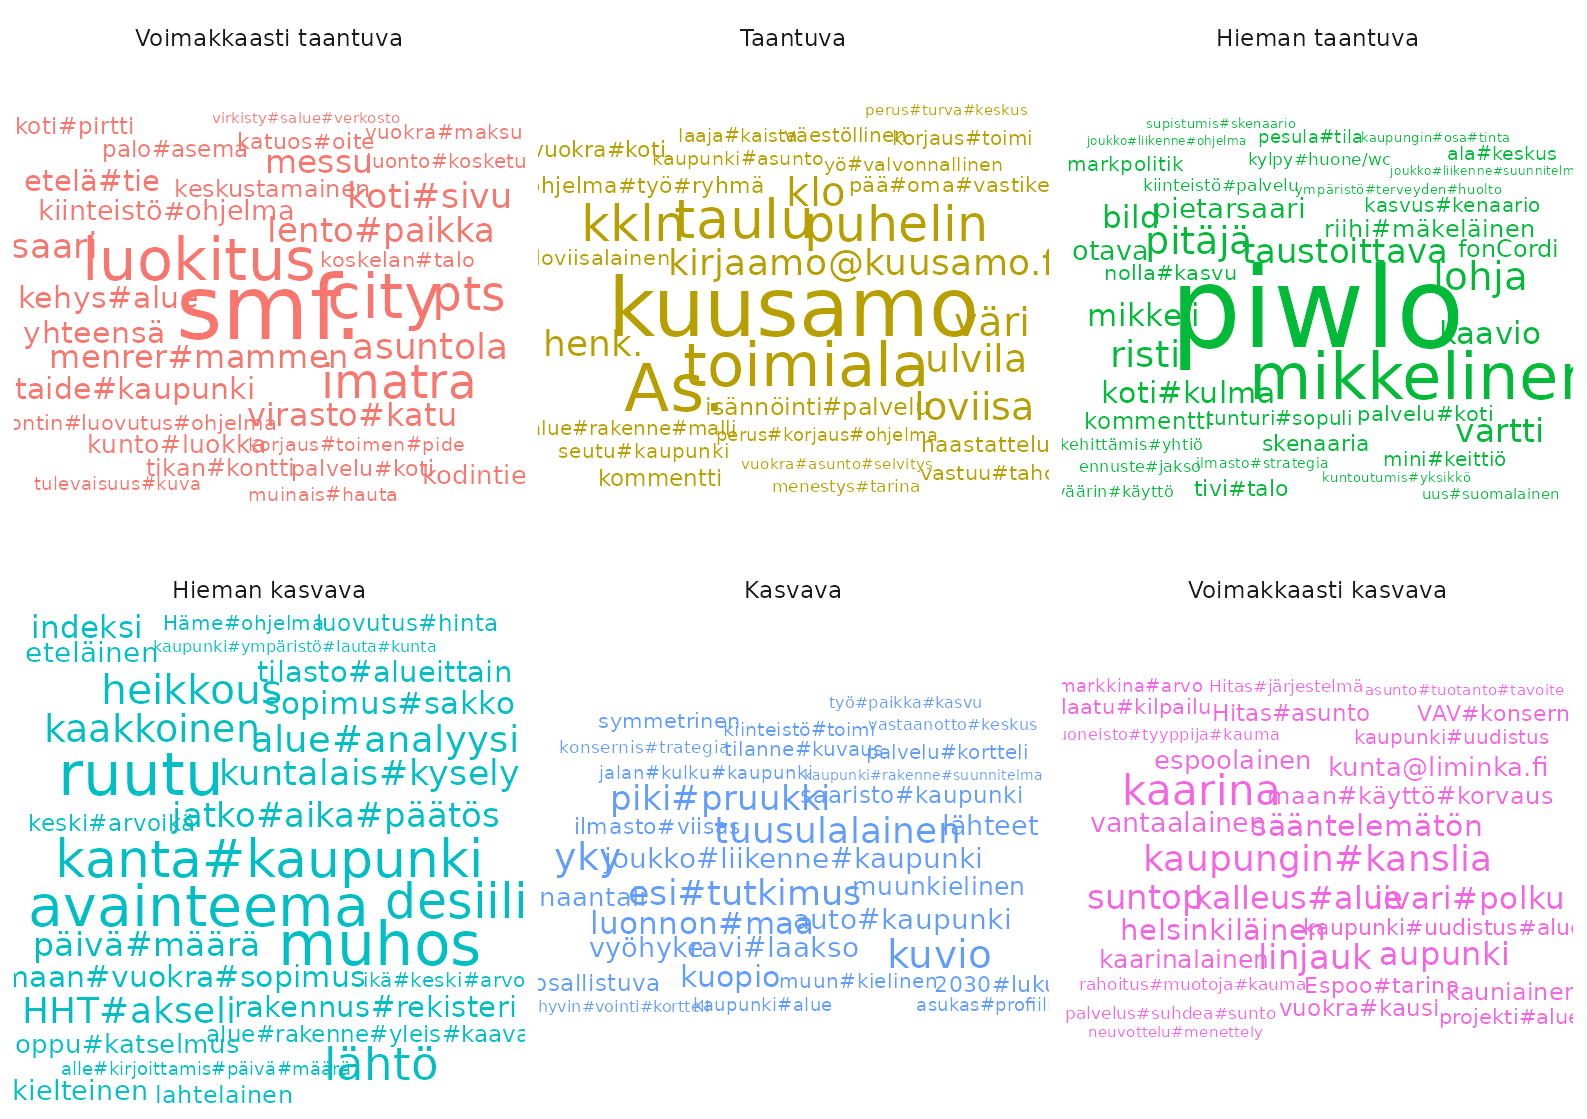 Voimakkaasti taantuva
virkisty#salue#verkosto
koti#pirtti
vuokra#maksu
katuos#oite
palo#asema
messu
luonto#kosketu
etelä#tie
keskustamainen
koti#sivu
kiinteistö#ohjelma
lento#paikka
saari
luokitus
koskelan#talo
kehys#alue
smf.
city
pts
yhteensä
menrer#mammen
asuntola
taide#kaupunki
imatra
virasto#katu
ontin#luovutus#ohjelma
kunto#luokka
korjaus#toimen#pide
tikan#kontti
palvelu#koti
kodintie
tulevaisuus#kuva
muinais#hauta
Taantuva
perus#turva#keskus
laaja#kaista
väestöllinen
korjaus#toimi
vuokra#koti
kaupunki#asunto
yö#valvonnallinen
ohjelma#työ#ryhmä
klo
pää#oma#vastike
kkln
taulu
puhelin
loviisalainen
kirjaamo@kuusamo.f
kuusamo
väri
henk.
toimiala
ulvila
As.
isännöinti#palvelu
loviisa
alue#rakenne#malli
perus#korjaus#ohjelma
haastattelu
seutu#kaupunki
vuokra#asunto#selvitys
vastuu#taho
kommentti
menestys#tarina
Hieman taantuva
supistumis#skenaario
joukko#liikenne#ohjelma
pesula#tila
kaupungin#osa#tinta
markpolitik
kylpy#huone/wc
ala#keskus
joukko#liikenne#suunnitelm
kiinteistö#palvelu
ympäristö#terveyden#huolto
bild
pietarsaari
kasvus#kenaario
otava
pitäjä
riihi#mäkeläinen
taustoittava
fonCordi
nolla#kasvu
lohja
mikkeli
piwlo
kaavio
risti
mikkelinen
koti#kulma
kommentti
tunturi#sopuli
palvelu#koti
vartti
kehittämis#yhtiö
skenaaria
mini#keittiö
ennuste#jakso
ilmasto#strategia
kuntoutumis#yksikkö
väärin#käyttö
tivi#talo
uus#suomalainen
Hieman kasvava
indeksi
Häme#ohjelma
luovutus#hinta
eteläinen
kaupunki#ympäristö#lauta#kunta
tilasto#alueittain
heikkous
sopimus#sakko
kaakkoinen
alue#analyysi
ruutu
kuntalais#kysely
keski#arvoika
jatko#aika#päätös
kanta#kaupunki
avainteema
desiili
päivä#määrä
muhos
maan#vuokra#sopimus
ikä#keski#arvo
HHT#akseli
rakennus#rekisteri
oppu#katselmus
alue#rakenne#yleis#kaava
alle#kirjoittamis#päivä#määrä
lähtö
kielteinen
lahtelainen
Kasvava
työ#paikka#kasvu
symmetrinen
kiinteistö#toimi
vastaanotto#keskus
konsernis#trategia
tilanne#kuvaus
palvelu#kortteli
jalan#kulku#kaupunki
kaupunki#rakenne#suunnitelma
piki#pruukki
saaristo#kaupunki
ilmasto#viisas
tuusulalainen
lähteet
yky
joukko#liikenne#kaupunki
naantali
esi#tutkimus
muunkielinen
luonnon#maa
auto#kaupunki
vyöhyke
ravi#laakso
kuvio
osallistuva
kuopio
muun#kielinen
2030#luku
hyvin#vointi#kortteli
kaupunki#alue
asukas#profiil
Voimakkaasti kasvava
markkina#arvo
Hitas#järjestelmä
asunto#tuotanto#tavoite
laatu#kilpailu
Hitas#asunto
VAV#konsern
uoneisto#tyyppija#kauma
kaupunki#uudistus
espoolainen
kunta@liminka.fi
kaarina
maan#käyttö#korvaus
vantaalainen
sääntelemätön
kaupungin#kanslia
suntop
kalleus#alue
iivari#polku
helsinkiläinen
kaupunki#uudistus#alue
kaarinalainen
linjauk
aupunki
rahoitus#muotoja#kauma
Espoo#tarina
kauniainen
palvelus#suhdea#sunto
vuokra#kausi
projekti#alue
neuvottelu#menettely